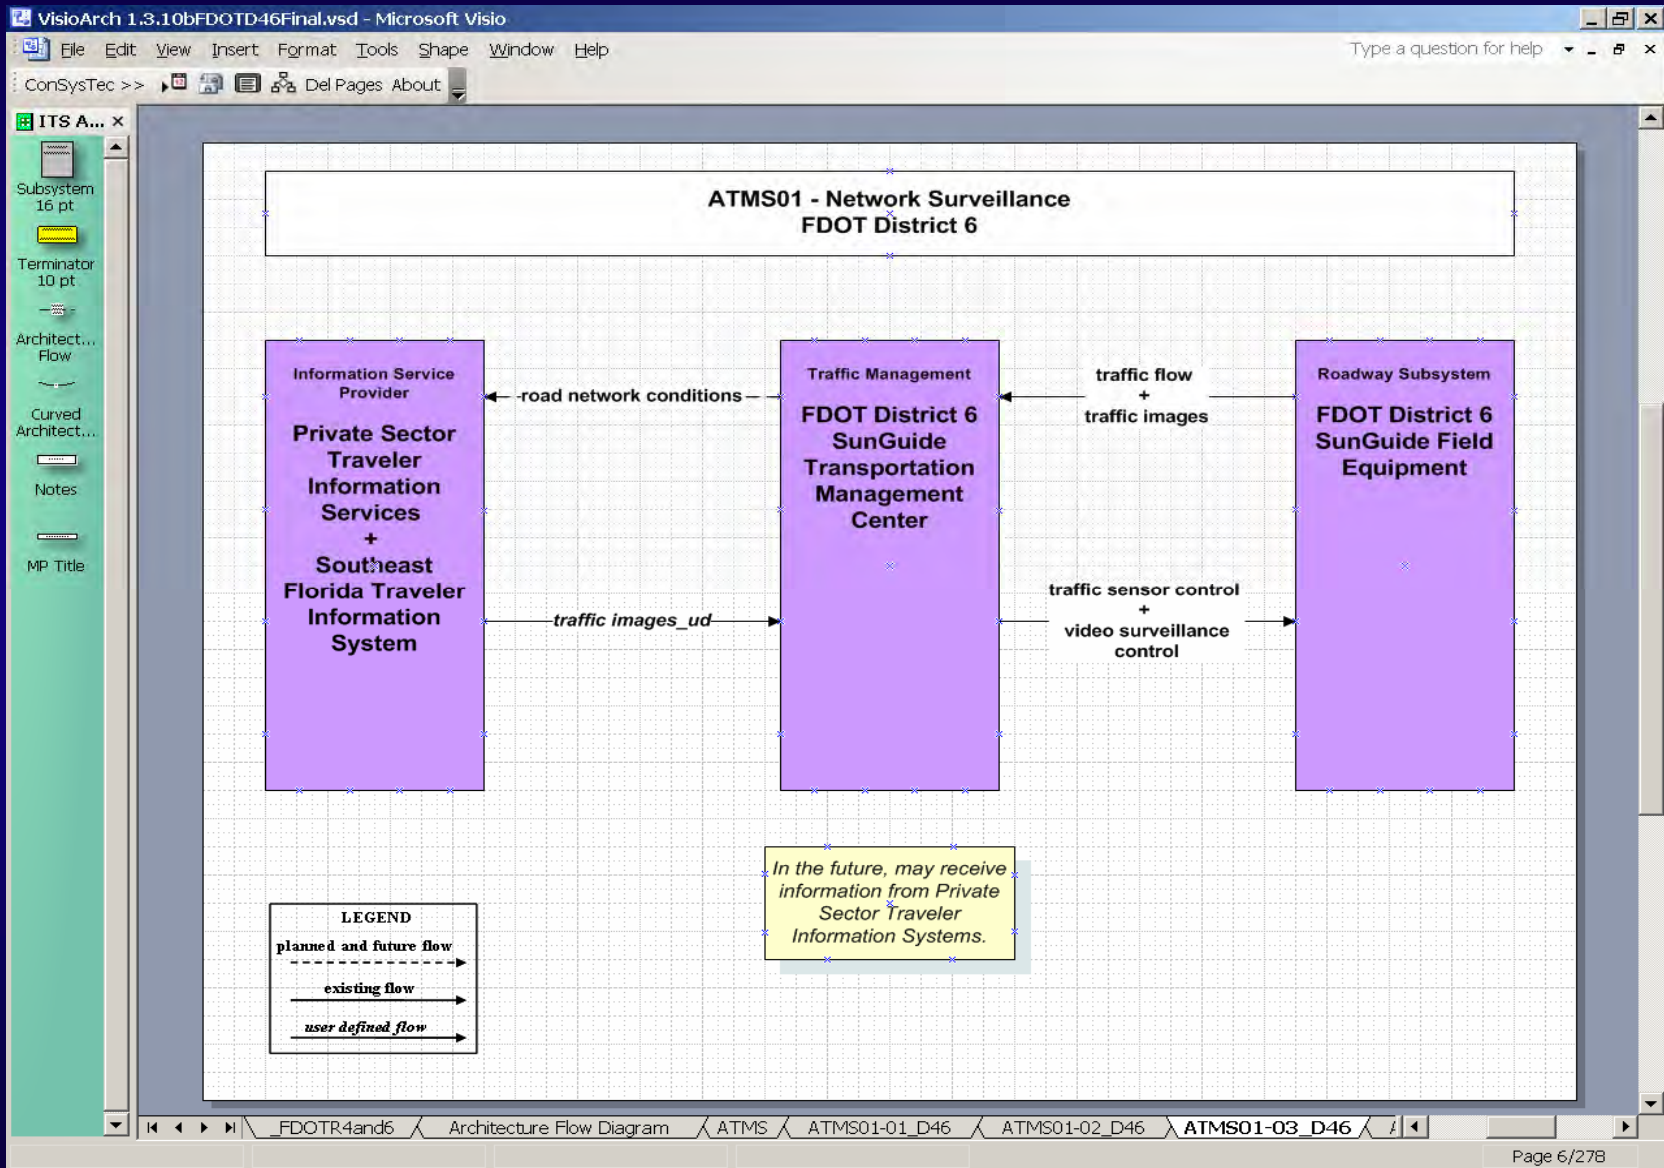 VisioArch 1.3.10bFDOTD46Final.vsd - Microsoft Visio
File Edit View Insert Format Tools Shape Window Help
Type a question for help
ConSysTec >> Del Pages About
ITS A...
Subsystem
16 pt
Terminator
10 pt
Architect...
Flow
Curved
Architect...
Notes
MP Title
ATMS01 - Network Surveillance
FDOT District 6
Information Service
Provider
Private Sector
Traveler
Information
Services
+
Southeast
Florida Traveler
Information
System
road network conditions
traffic images_ud
Traffic Management
FDOT District 6
SunGuide
Transportation
Management
Center
traffic flow
+
traffic images
traffic sensor control
+
video surveillance
control
Roadway Subsystem
FDOT District 6
SunGuide Field
Equipment
In the future, may receive
information from Private
Sector Traveler
Information Systems.
LEGEND
planned and future flow
existing flow
user defined flow
_FDOTR4and6 Architecture Flow Diagram ATMS ATMS01-01_D46 ATMS01-02_D46 ATMS01-03_D46
Page 6/278